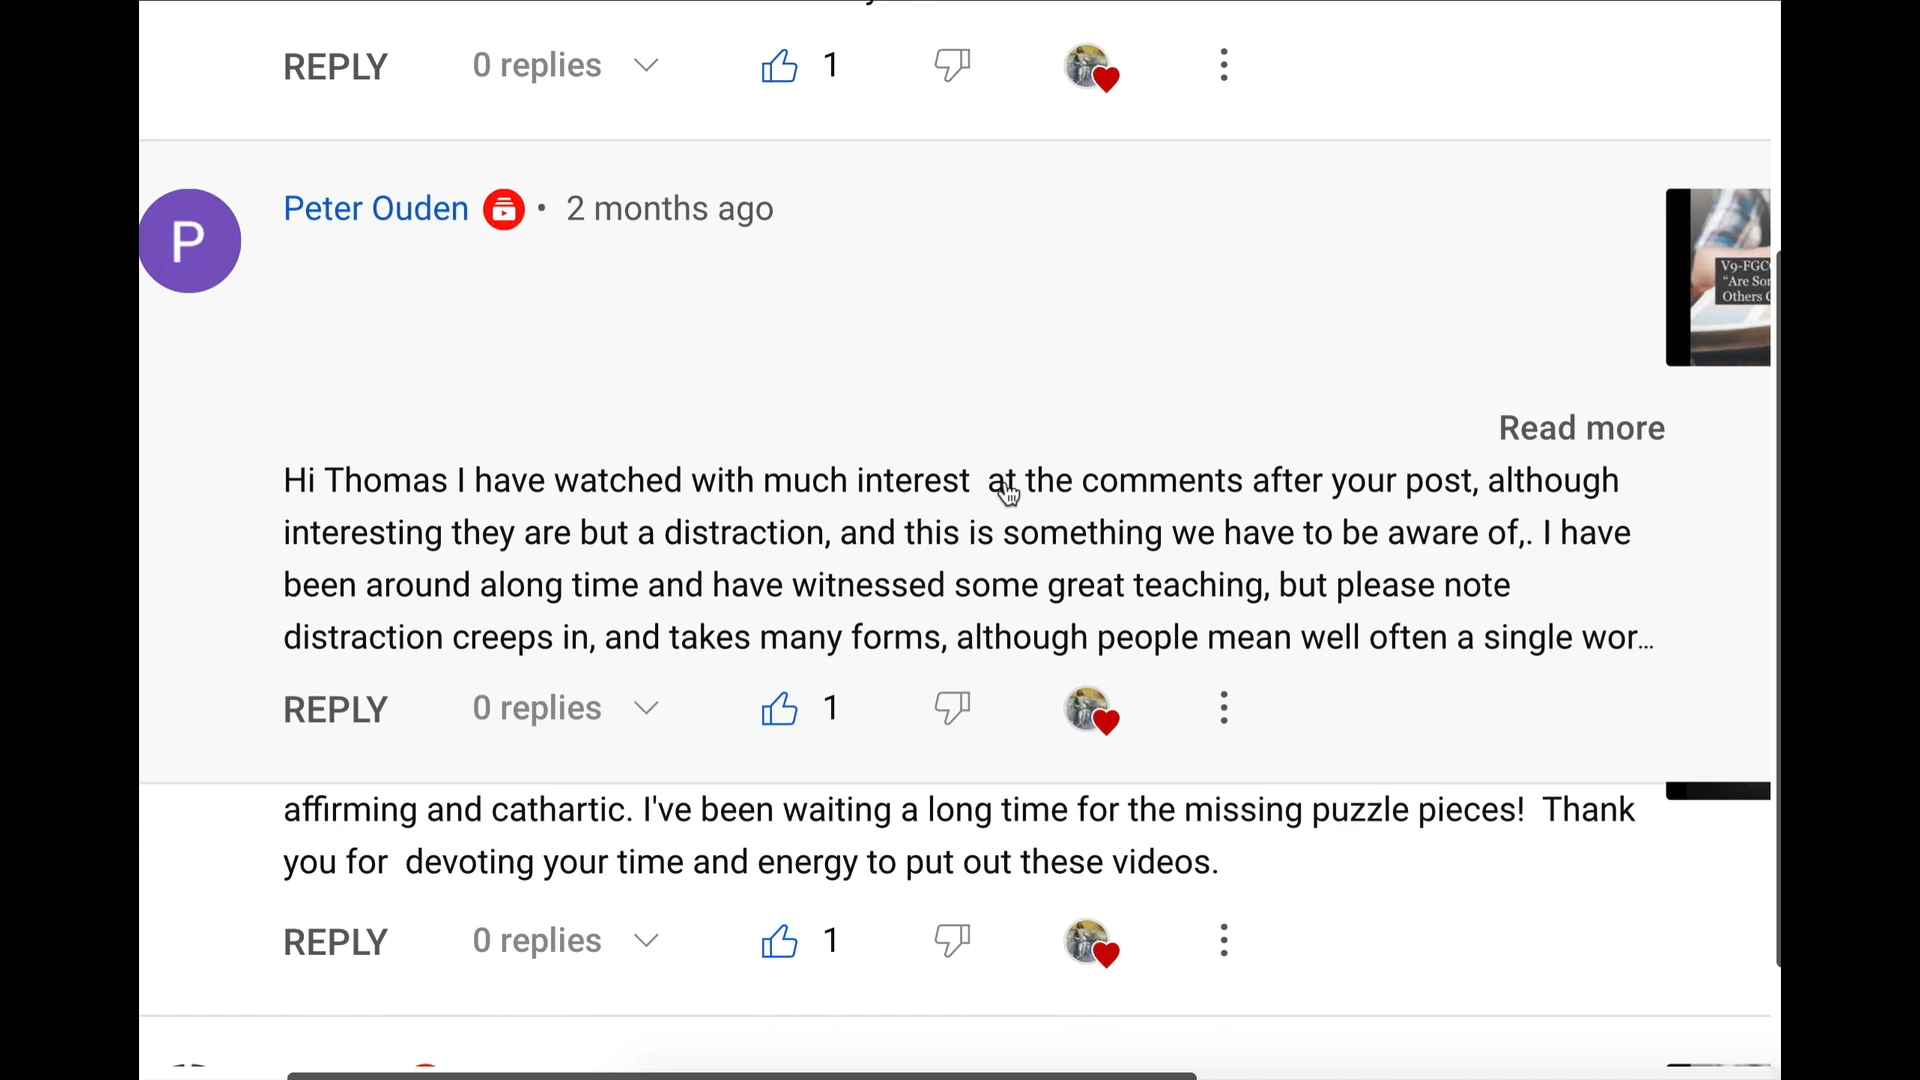 REPLY 0 replies 1
P
Peter Ouden • 2 months ago
V9-FGC
“Are So
Others
Read more
Hi Thomas I have watched with much interest  at the comments after your post, although
interesting they are but a distraction, and this is something we have to be aware of,. I have
been around along time and have witnessed some great teaching, but please note
distraction creeps in, and takes many forms, although people mean well often a single wor...
REPLY 0 replies 1
affirming and cathartic. I've been waiting a long time for the missing puzzle pieces!  Thank
you for  devoting your time and energy to put out these videos.
REPLY 0 replies 1